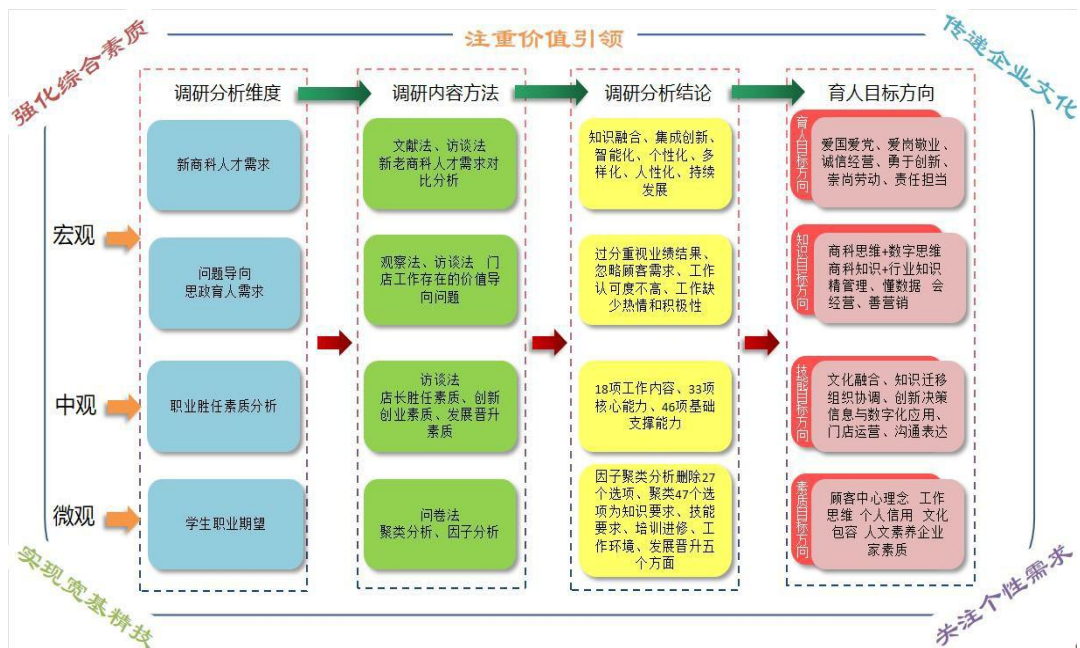 注重价值引领
强化综合素质
传递企业文化
调研分析维度
调研内容方法
调研分析结论
育人目标方向
宏观
新商科人才需求
文献法、访谈法
新老商科人才需求对
比分析
知识融合、集成创新、
智能化、个性化、多
样化、人性化、持续
发展
育人目标方向
爱国爱党、爱岗敬业、
诚信经营、勇于创新、
崇尚劳动、责任担当
问题导向
思政育人需求
观察法、访谈法 门
店工作存在的价值导
向问题
过分重视业绩结果、
忽略顾客需求、工作
认可度不高、工作缺
少热情和积极性
知识目标方向
商科思维+数字思维
商科知识+行业知识
精管理、懂数据 会
经营、善营销
中观
职业胜任素质分析
访谈法
店长胜任素质、创新
创业素质、发展晋升
素质
18项工作内容、33项
核心能力、46项基础
支撑能力
技能目标方向
文化融合、知识迁移
组织协调、创新决策
信息与数字化应用、
门店运营、沟通表达
微观
学生职业期望
问卷法
聚类分析、因子分析
因子聚类分析删除27
个选项、聚类47个选
项为知识要求、技能
要求、培训进修、工
作环境、发展晋升五
个方面
素质目标方向
顾客中心理念 工作
思维 个人信用 文化
包容 人文素养企业
家素质
实现宽基精技
关注个性需求